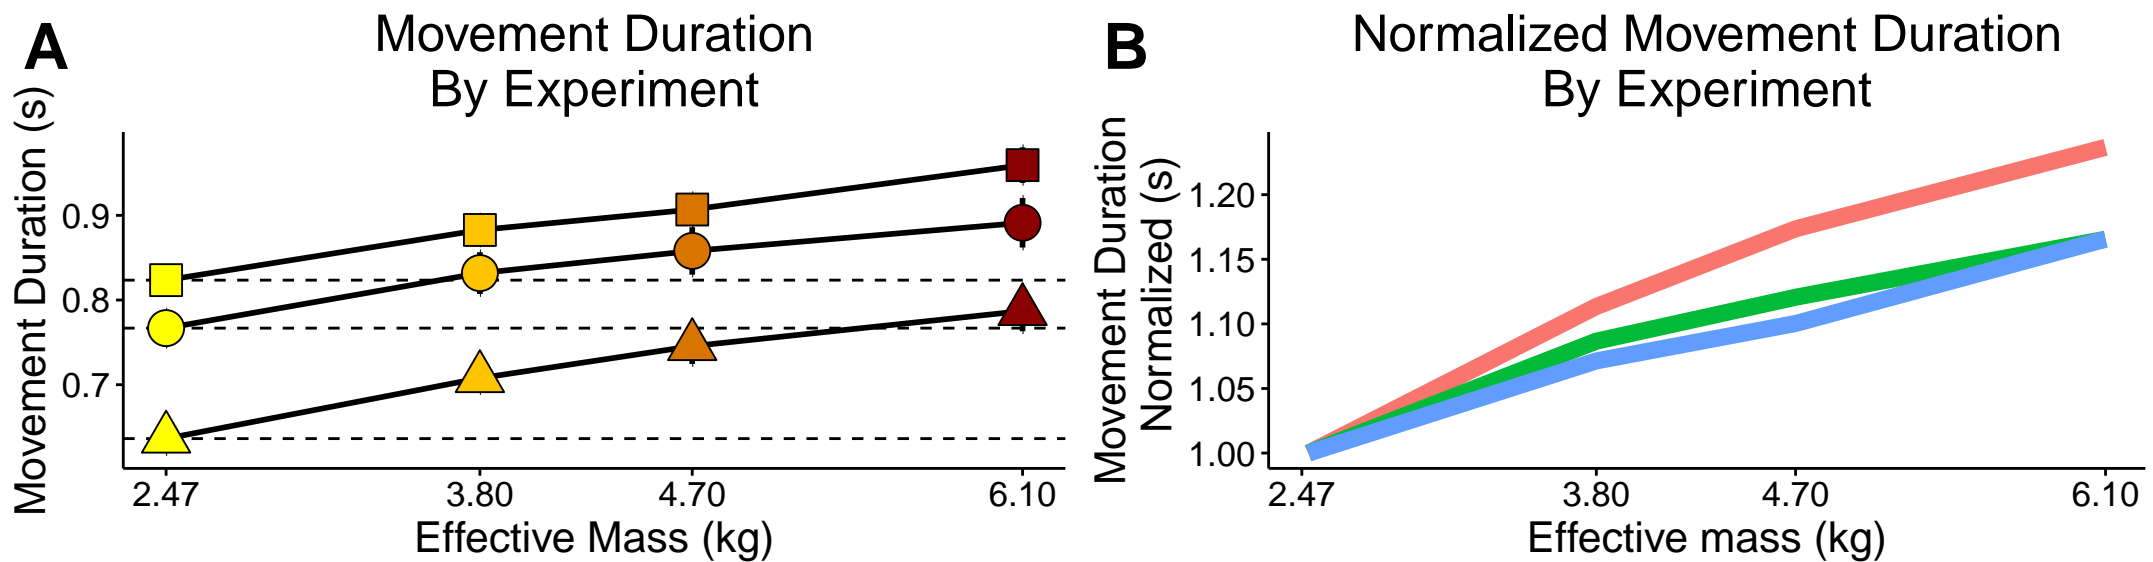 A
Movement Duration
By Experiment
Movement Duration (s)
0.9
0.8
0.7
2.47
3.80
4.70
6.10
Effective Mass (kg)
B
Normalized Movement Duration
By Experiment
Movement Duration
Normalized (s)
1.20
1.15
1.10
1.05
1.00
2.47
3.80
4.70
6.10
Effective mass (kg)